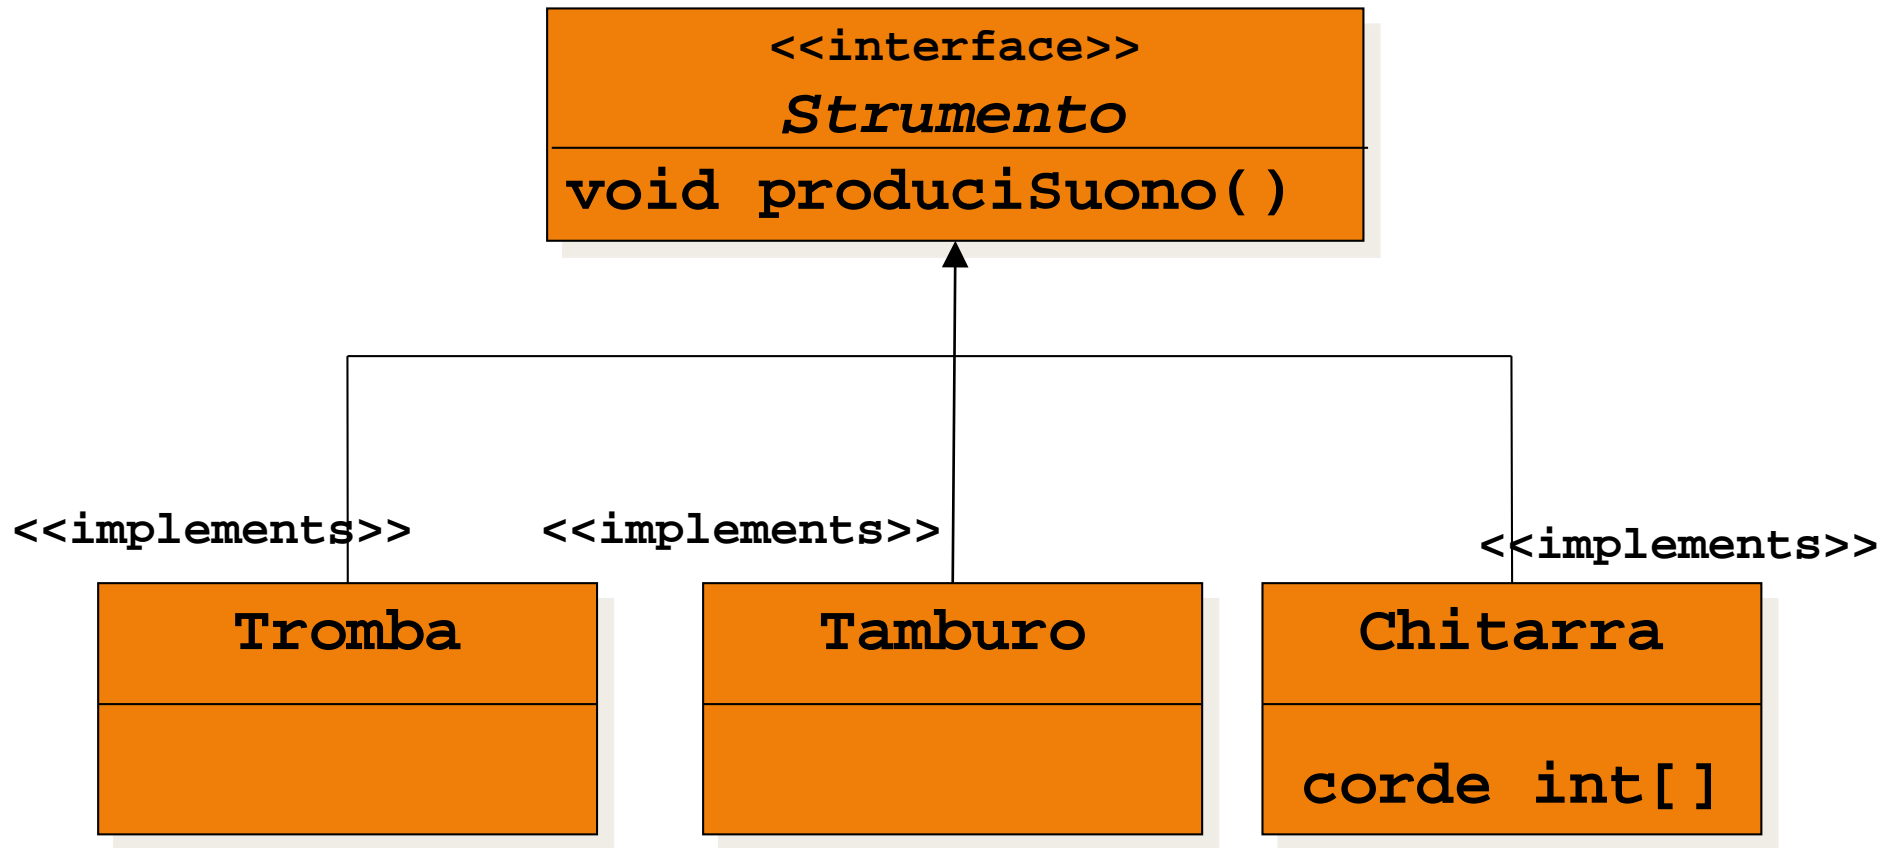 <<interface>>
Strumento
void produciSuono()
<<implements>>
<<implements>>
<<implements>>
Tromba
Tamburo
Chitarra
corde int[]